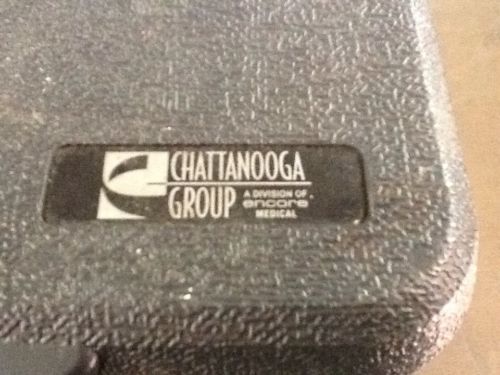 CHATTANOOGA
GROUP A DIVISION OF
encore
MEDICAL